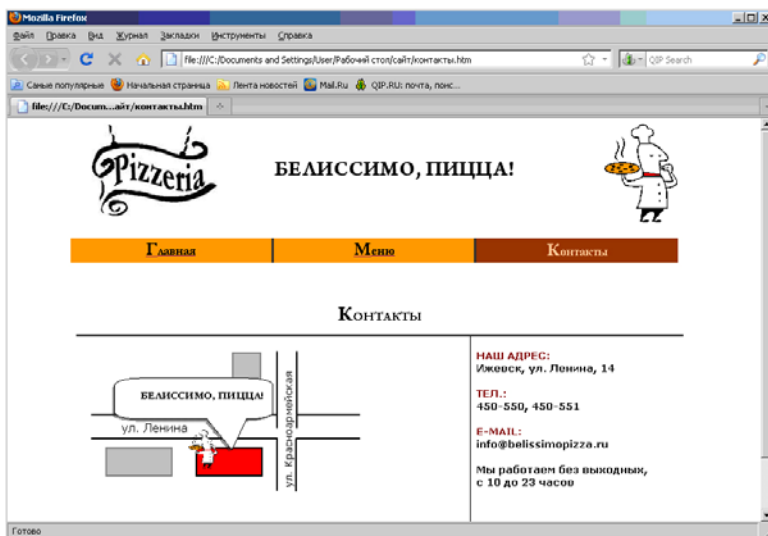 Mozilla Firefox
Файл Правка Вид Журнал Закладки Инструменты Справка
file:///C:/Documents and Settings/User/Рабочий стол/сайт/контакты.htm
QIP Search
Самые популярные Начальная страница Лента новостей Mail.Ru QIP.RU: почта, поис...
file:///C:/Docum...айт/контакты.htm
Pizzeria
БЕЛИССИМО, ПИЦЦА!
Главная Меню Контакты
Контакты
БЕЛИССИМО, ПИЦЦА!
ул. Ленина
ул. Красноармейская
НАШ АДРЕС:
Ижевск, ул. Ленина, 14
ТЕЛ.:
450-550, 450-551
E-MAIL:
info@belissimopizza.ru
Мы работаем без выходных,
с 10 до 23 часов
Готово